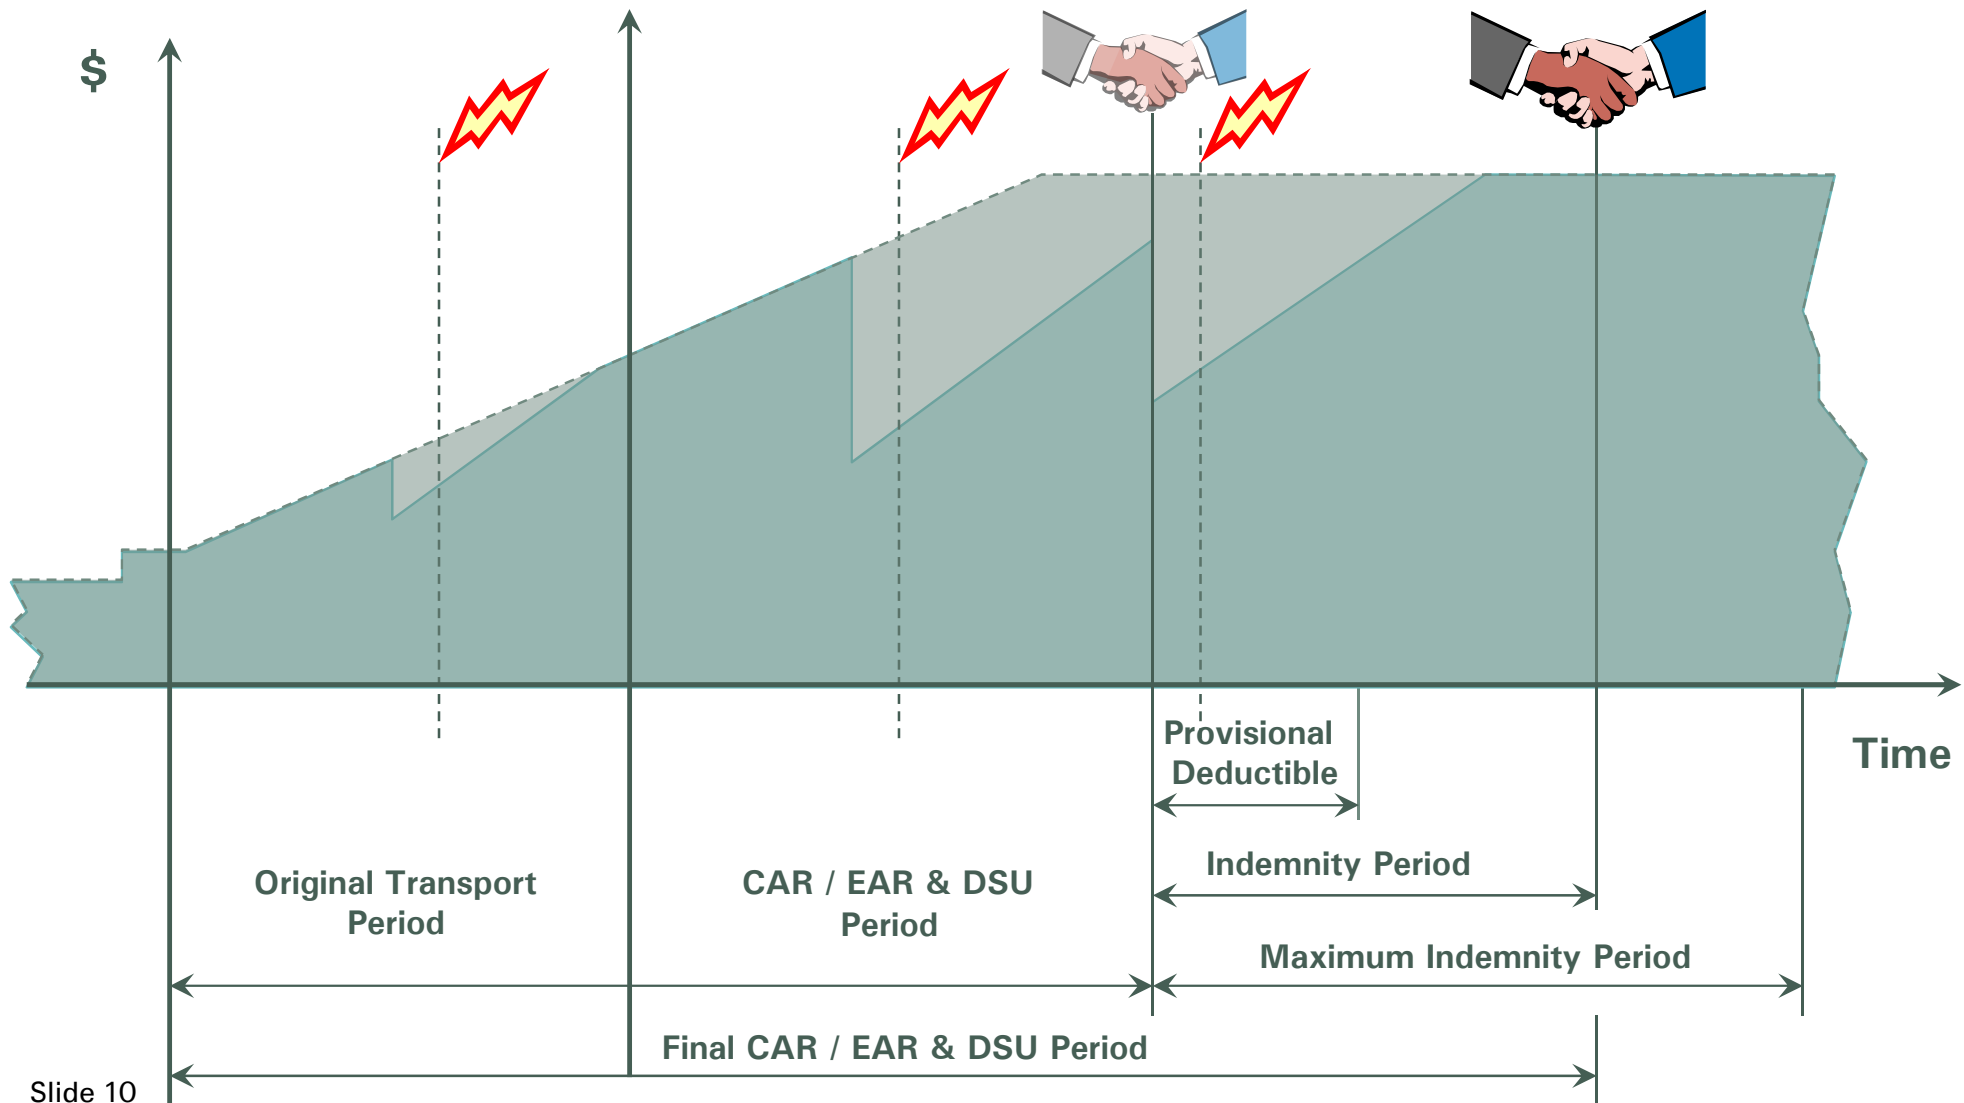 $
Time
Provisional
Deductible
Indemnity Period
Original Transport
Period
CAR / EAR & DSU
Period
Maximum Indemnity Period
Final CAR / EAR & DSU Period
Slide 10